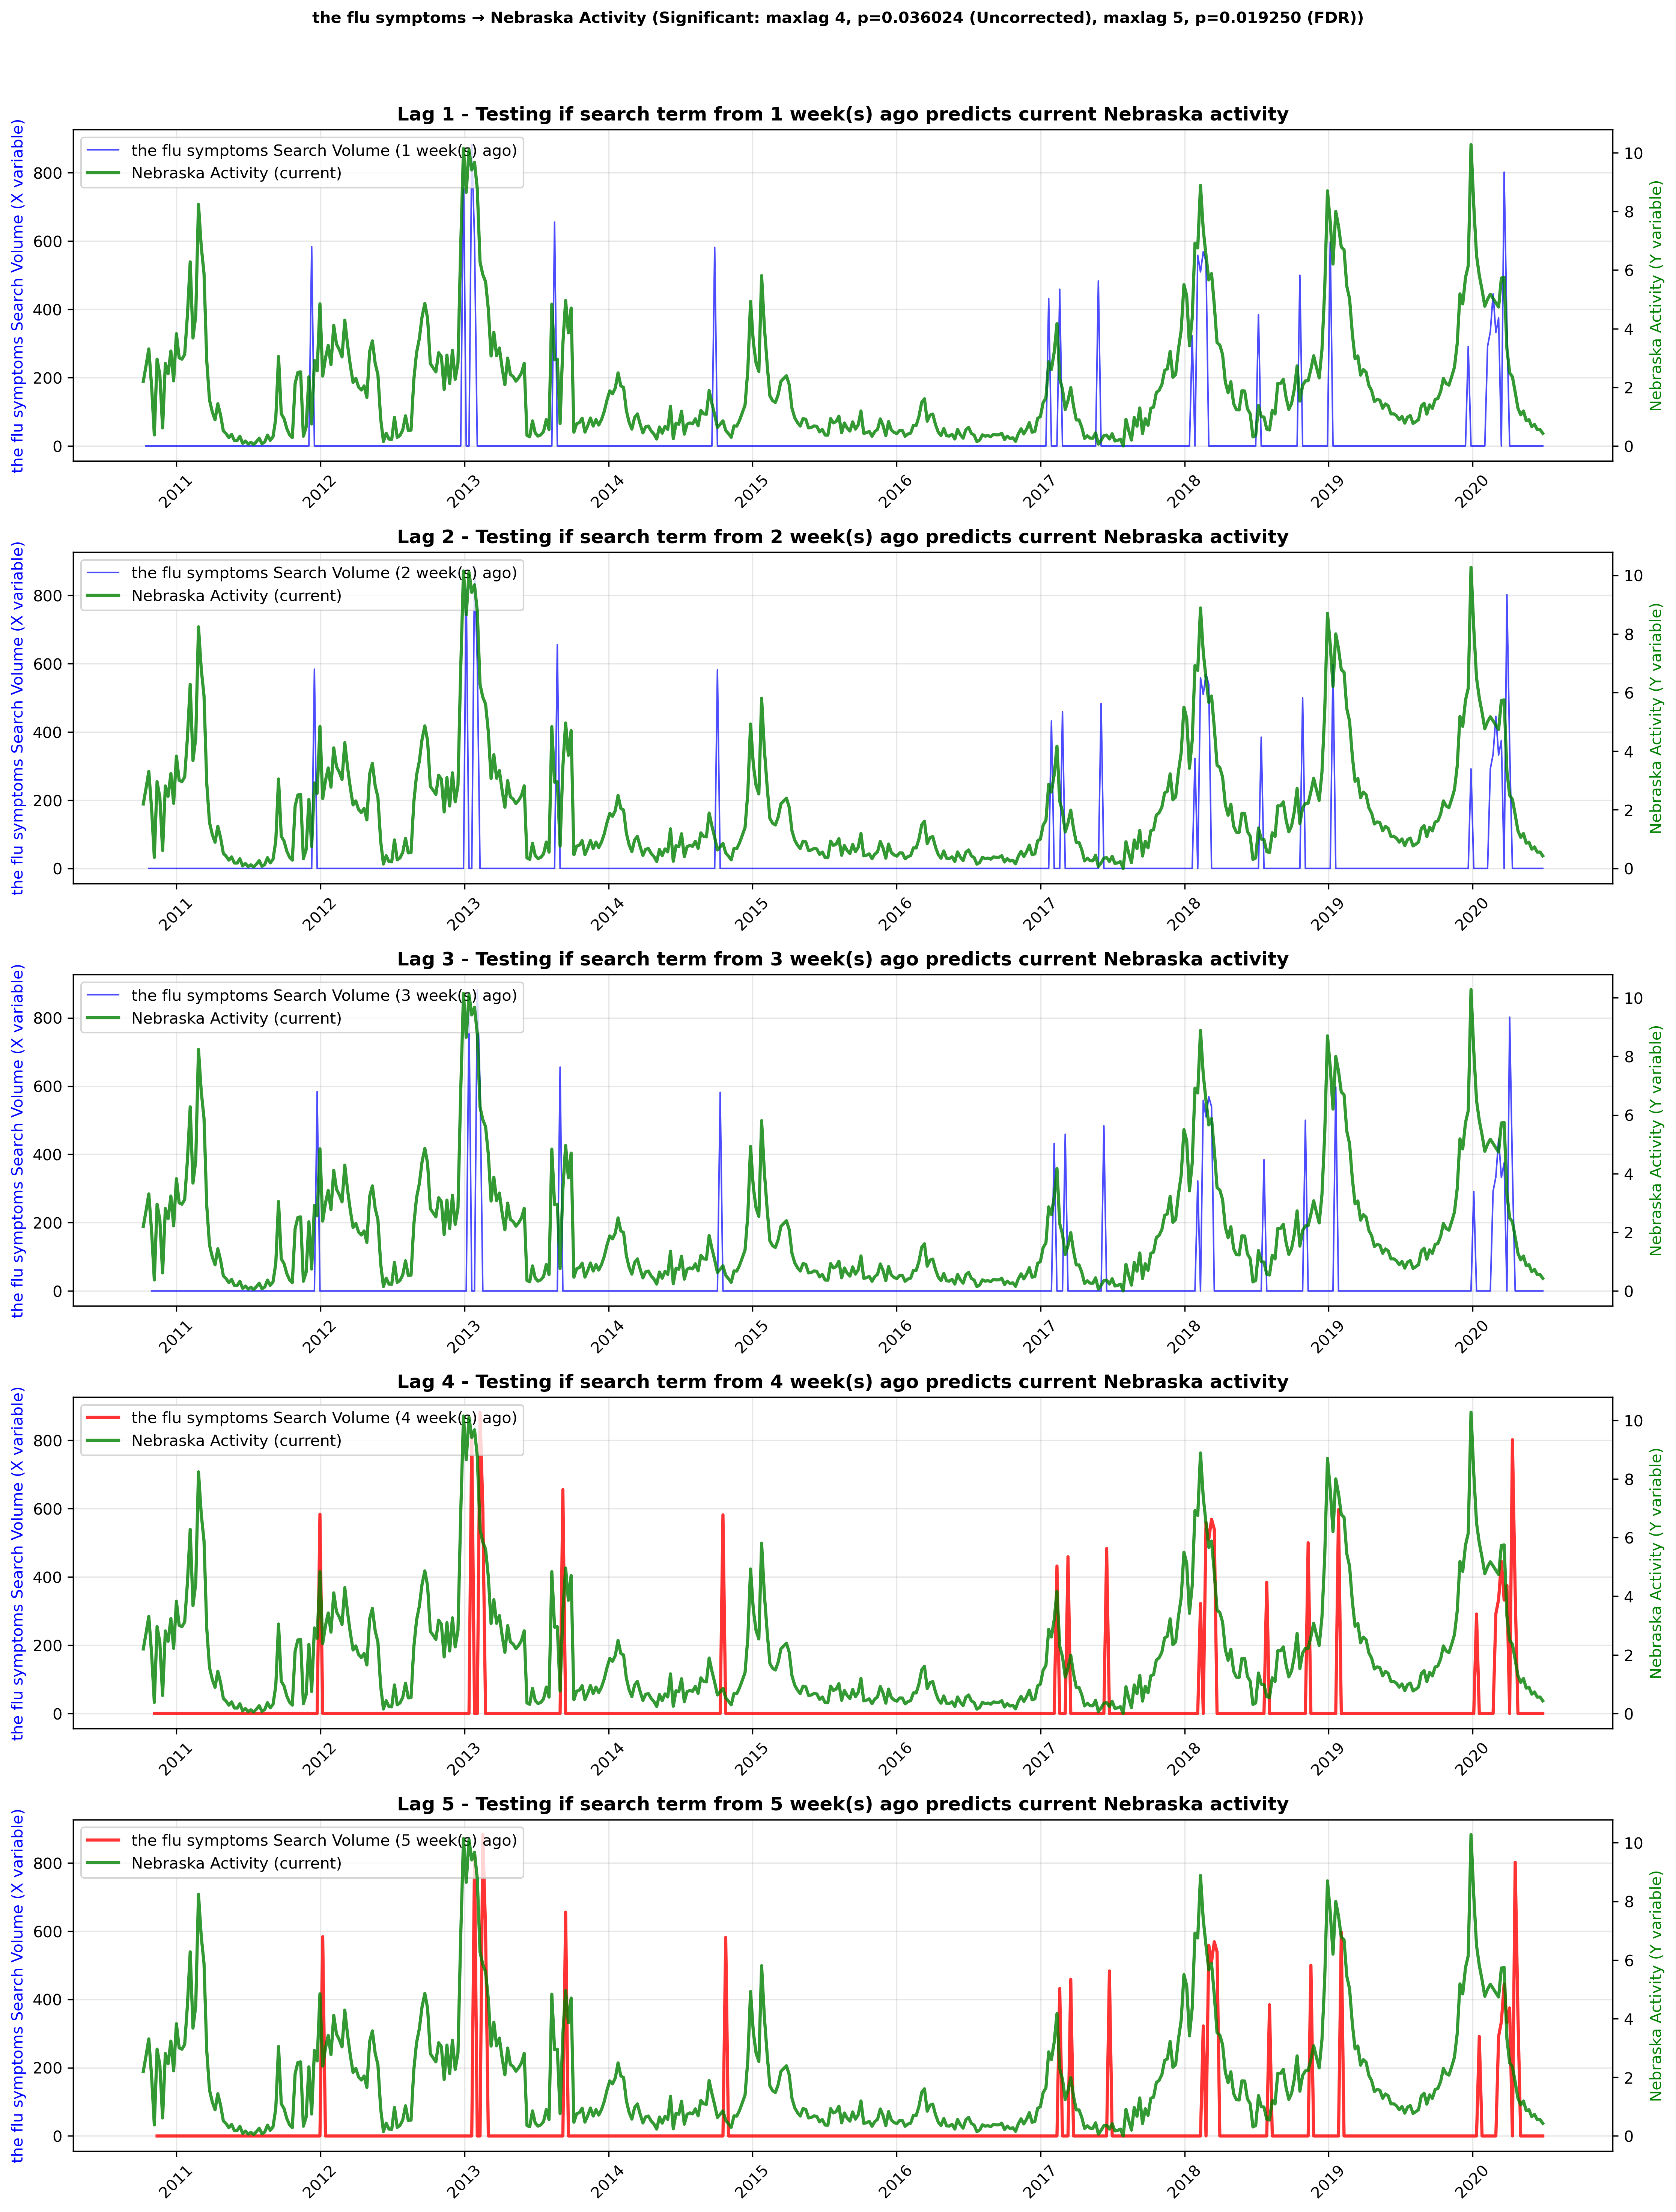 the flu symptoms → Nebraska Activity (Significant: maxlag 4, p=0.036024 (Uncorrected), maxlag 5, p=0.019250 (FDR))
Lag 1 - Testing if search term from 1 week(s) ago predicts current Nebraska activity
the flu symptoms Search Volume (X variable)
the flu symptoms Search Volume (1 week(s) ago)
Nebraska Activity (current)
800
600
400
200
0
10
8
6
4
2
0
Nebraska Activity (Y variable)
2011 2012 2013 2014 2015 2016 2017 2018 2019 2020
Lag 2 - Testing if search term from 2 week(s) ago predicts current Nebraska activity
the flu symptoms Search Volume (X variable)
the flu symptoms Search Volume (2 week(s) ago)
Nebraska Activity (current)
800
600
400
200
0
10
8
6
4
2
0
Nebraska Activity (Y variable)
2011 2012 2013 2014 2015 2016 2017 2018 2019 2020
Lag 3 - Testing if search term from 3 week(s) ago predicts current Nebraska activity
the flu symptoms Search Volume (X variable)
the flu symptoms Search Volume (3 week(s) ago)
Nebraska Activity (current)
800
600
400
200
0
10
8
6
4
2
0
Nebraska Activity (Y variable)
2011 2012 2013 2014 2015 2016 2017 2018 2019 2020
Lag 4 - Testing if search term from 4 week(s) ago predicts current Nebraska activity
the flu symptoms Search Volume (X variable)
the flu symptoms Search Volume (4 week(s) ago)
Nebraska Activity (current)
800
600
400
200
0
10
8
6
4
2
0
Nebraska Activity (Y variable)
2011 2012 2013 2014 2015 2016 2017 2018 2019 2020
Lag 5 - Testing if search term from 5 week(s) ago predicts current Nebraska activity
the flu symptoms Search Volume (X variable)
the flu symptoms Search Volume (5 week(s) ago)
Nebraska Activity (current)
800
600
400
200
0
10
8
6
4
2
0
Nebraska Activity (Y variable)
2011 2012 2013 2014 2015 2016 2017 2018 2019 2020